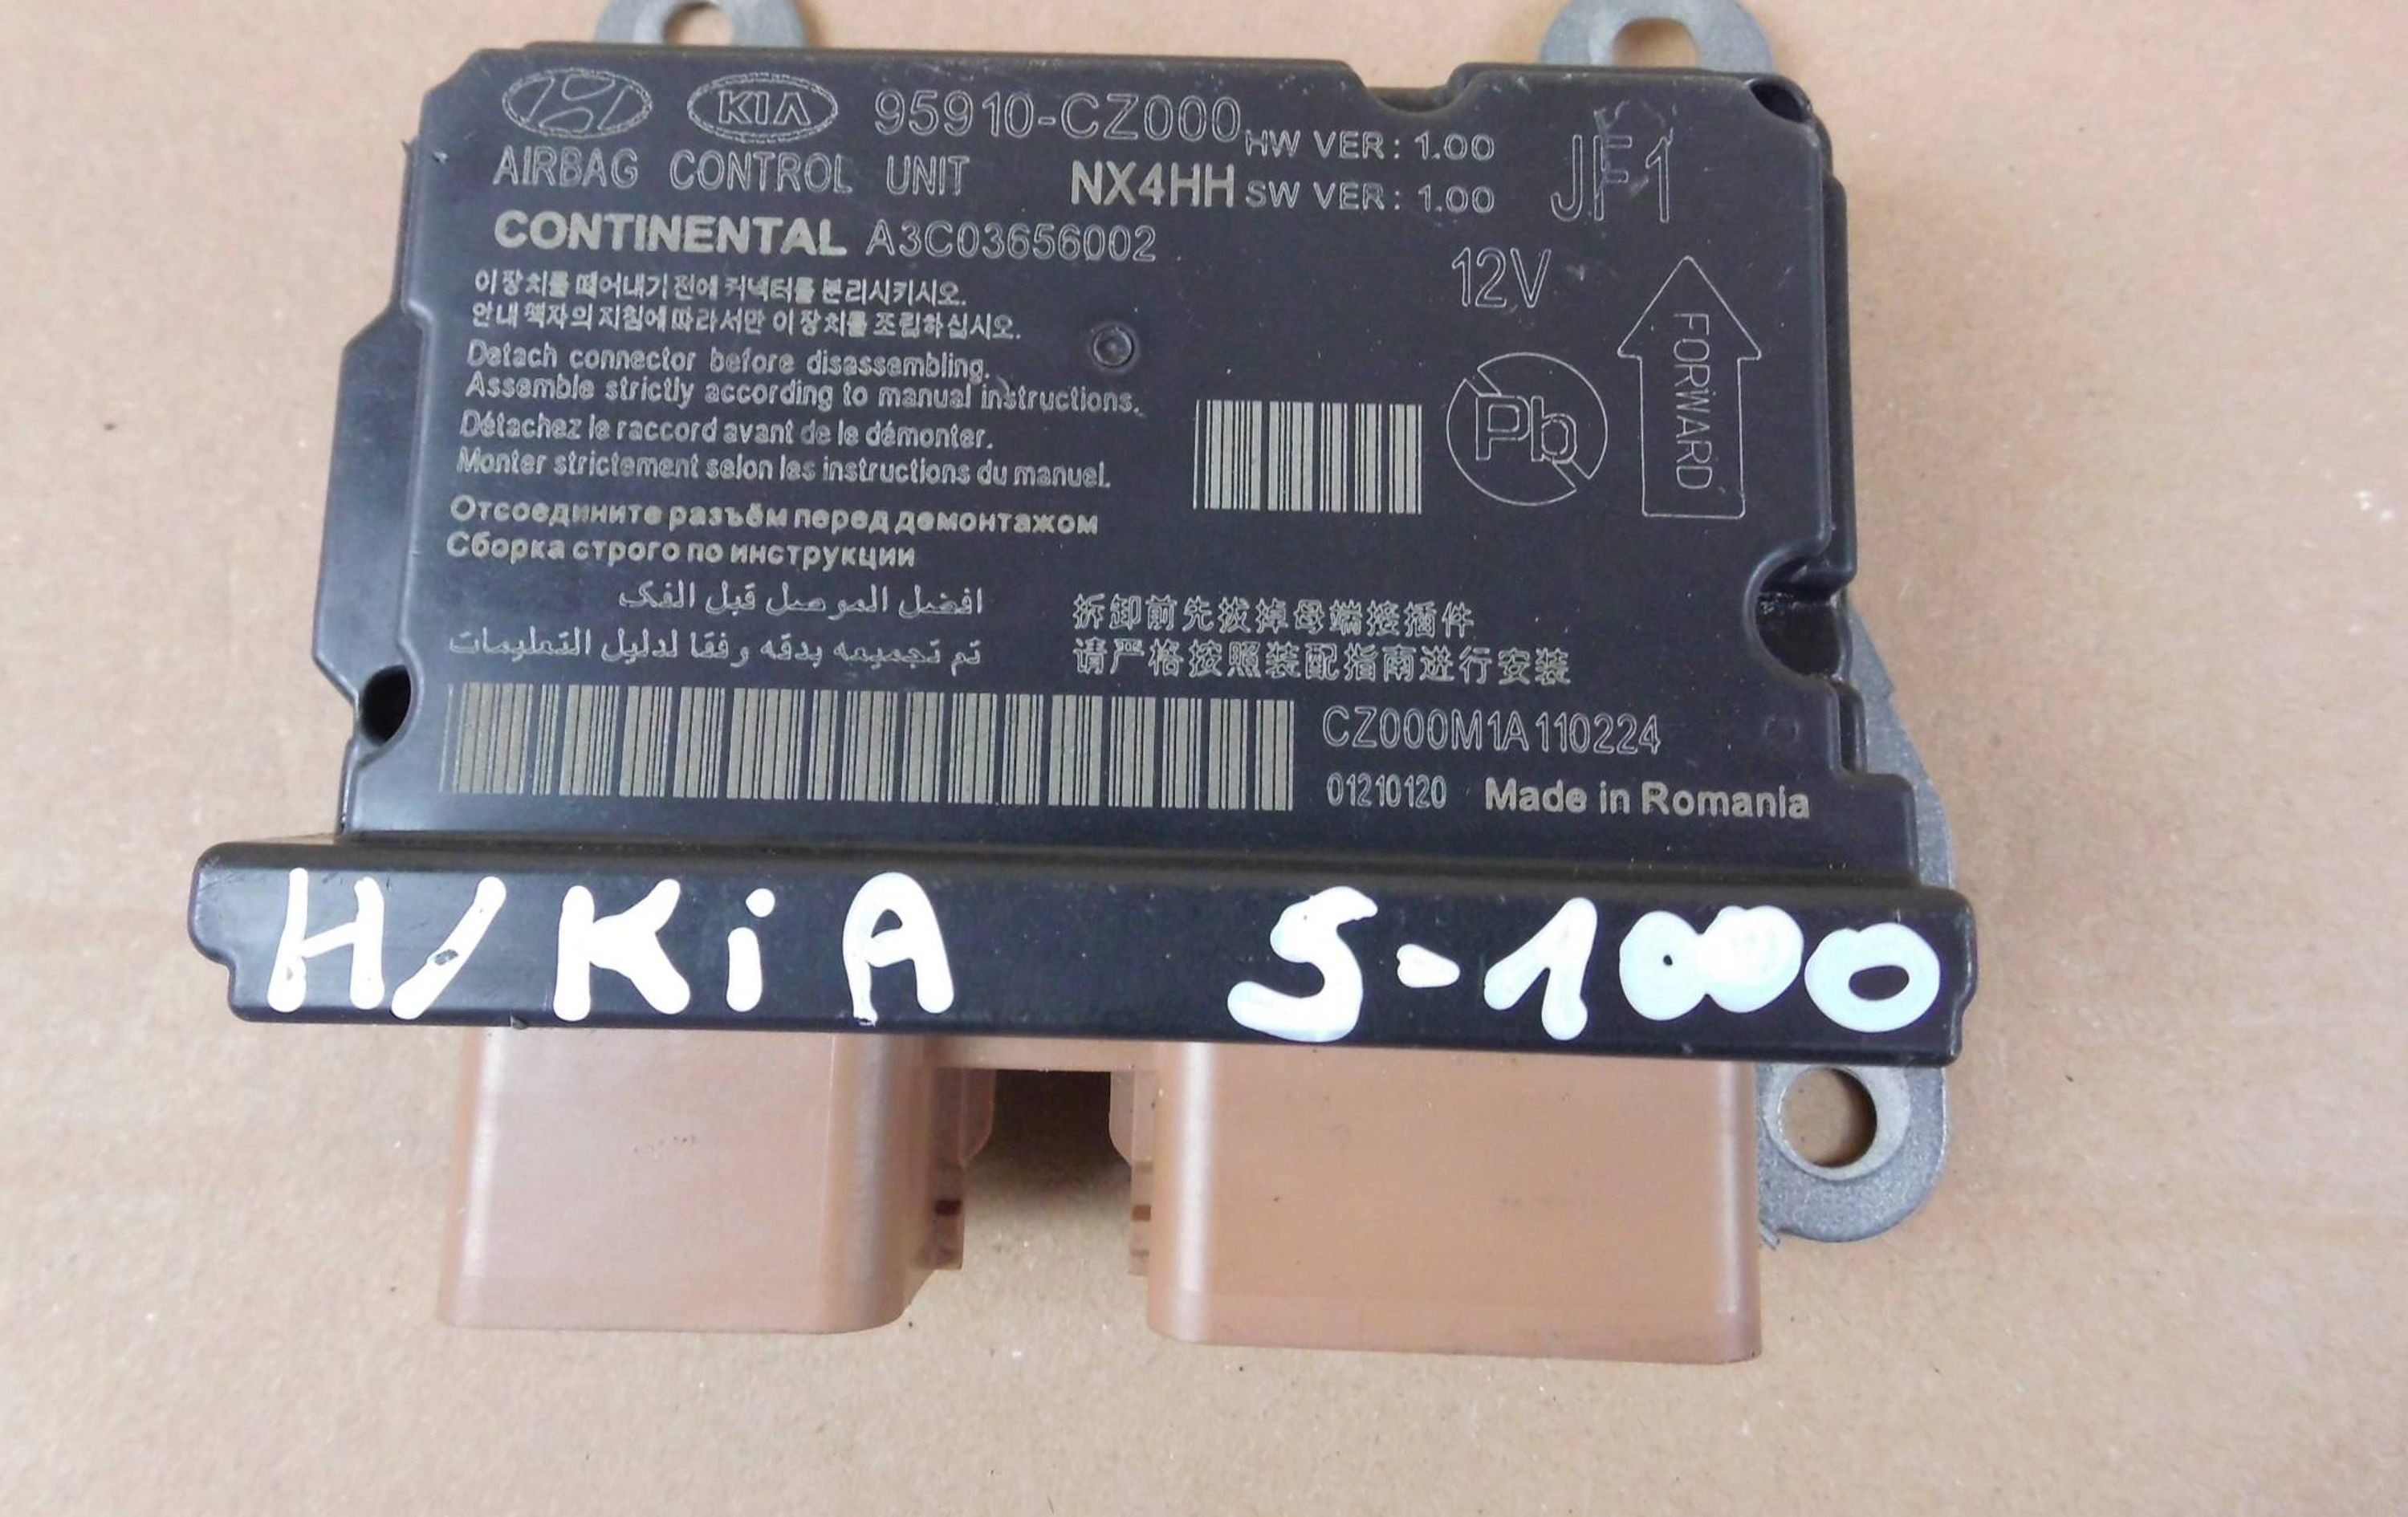 KIA 95910-CZ000 HW VER: 1.00 JF1
AIRBAG CONTROL UNIT NX4HH SW VER: 1.00
CONTINENTAL A3C03656002
12V
이 장치를 떼어내기 전에 커넥터를 분리시키시오.
안내 책자의 지침에 따라서만 이 장치를 조립하십시오.
Detach connector before disassembling.
Assemble strictly according to manual instructions.
Détachez le raccord avant de le démonter.
Monter strictement selon les instructions du manuel.
Pb
FORWARD
Отсоедините разъём перед демонтажом
Сборка строго по инструкции
افضل الموصل قبل الفك
تم تجميعه بدقه وفقا لدليل التعليمات
拆卸前先拔掉母端接插件
请严格按照装配指南进行安装
CZ000M1A110224
01210120 Made in Romania
H/KiA S-1000